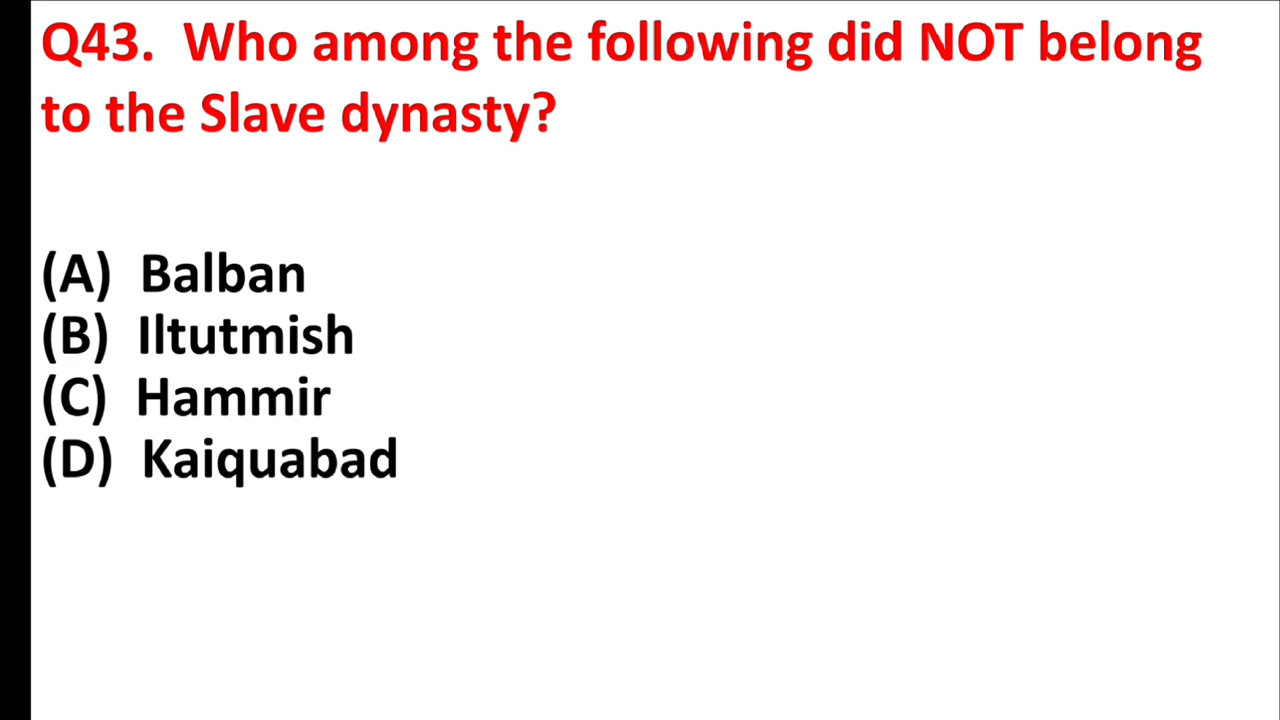 Q43. Who among the following did NOT belong
to the Slave dynasty?
(A) Balban
(B) Iltutmish
(C) Hammir
(D) Kaiquabad